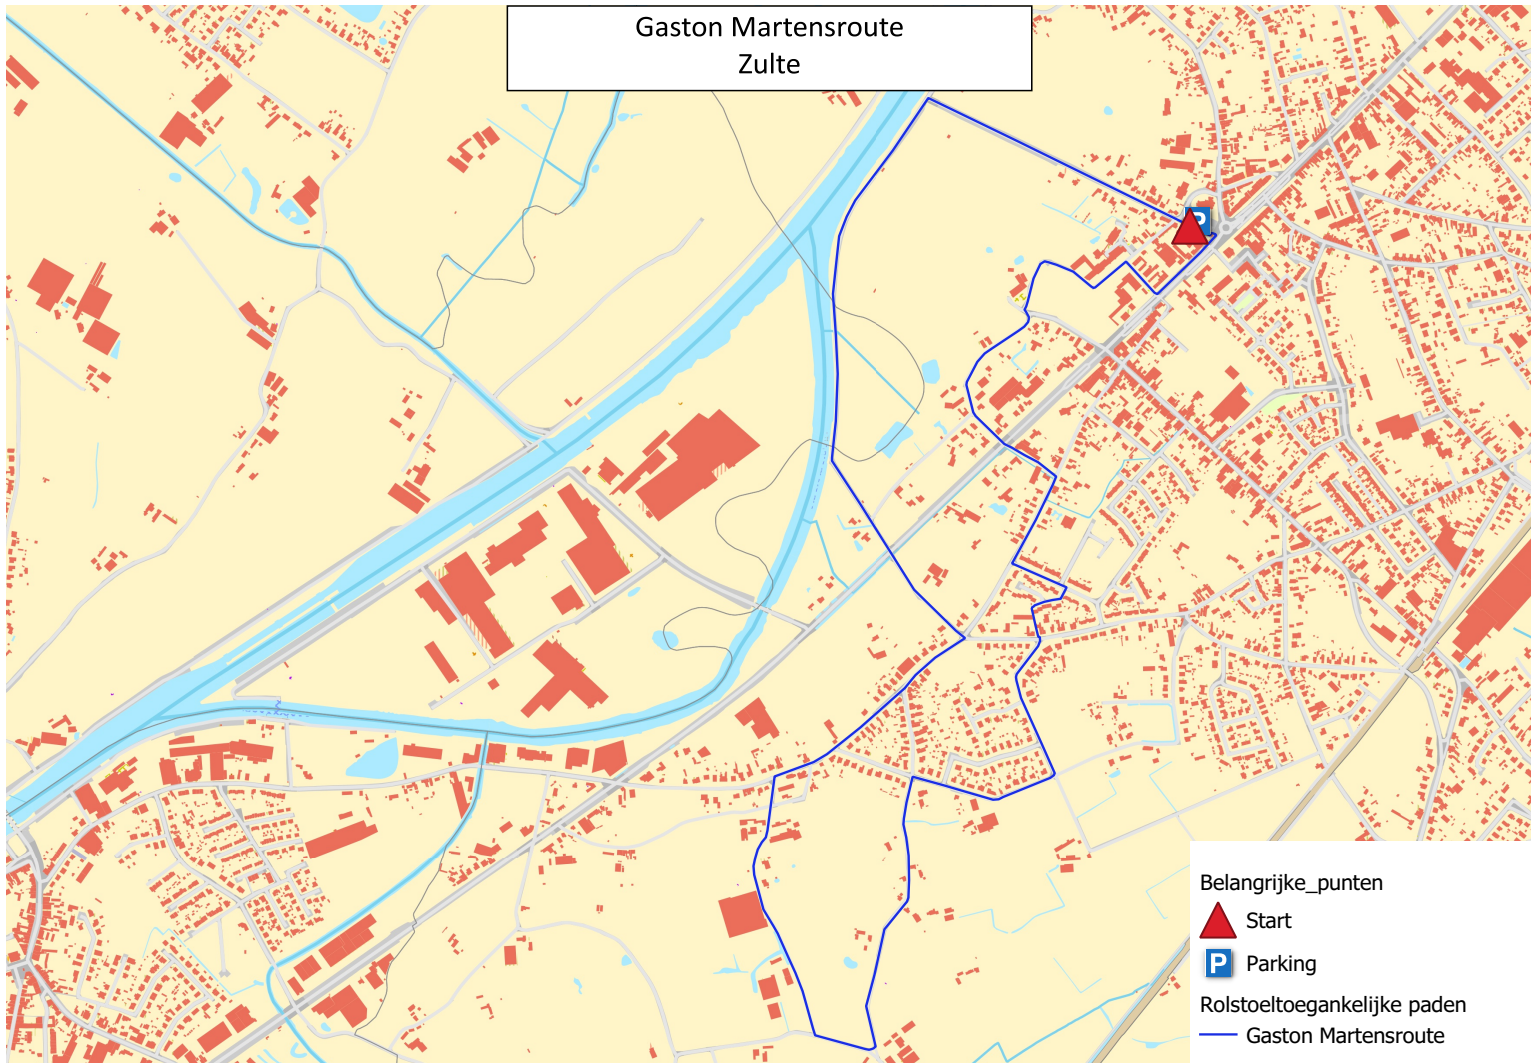 Gaston Martensroute
Zulte
P
Belangrijke_punten
Start
P Parking
Rolstoeltoegankelijke paden
Gaston Martensroute